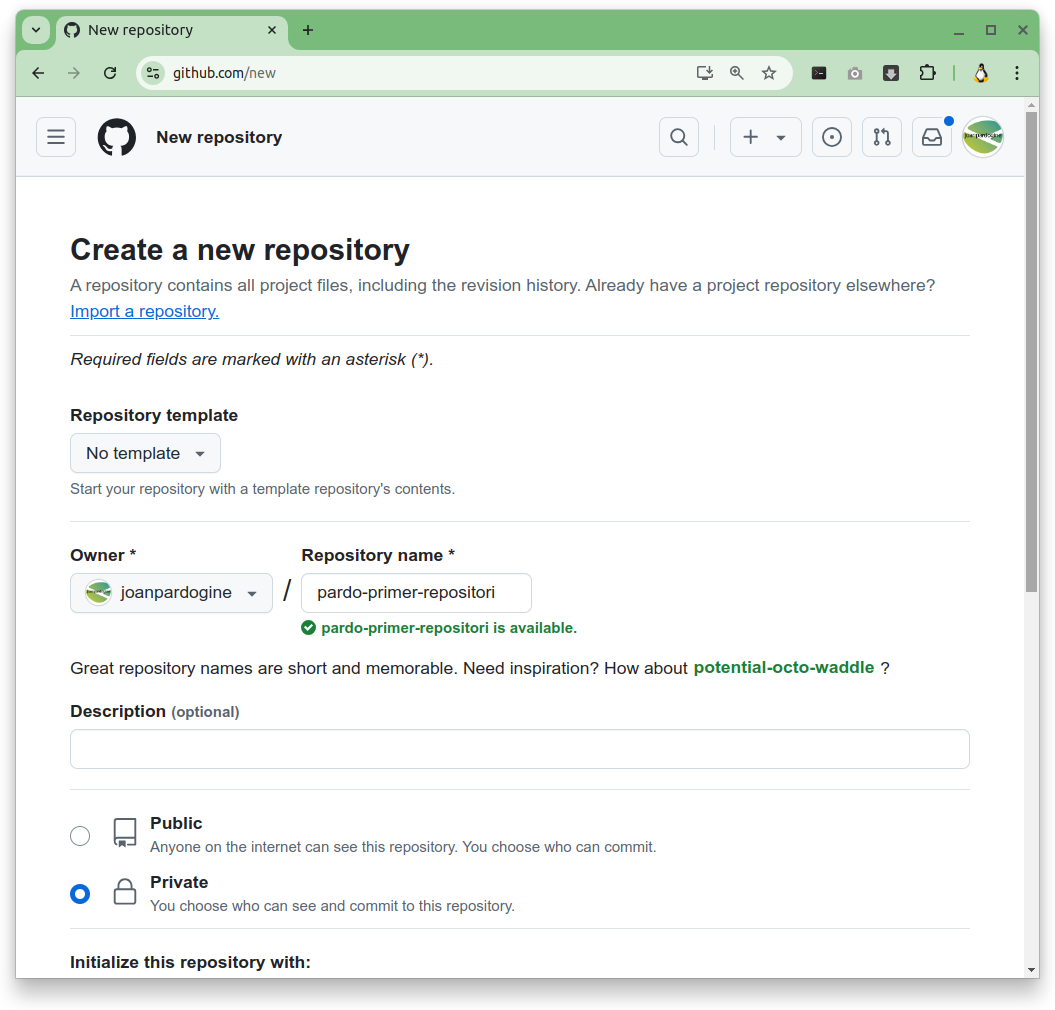 New repository
github.com/new
New repository
Create a new repository
A repository contains all project files, including the revision history. Already have a project repository elsewhere?
Import a repository.
Required fields are marked with an asterisk (*).
Repository template
No template
Start your repository with a template repository's contents.
Owner * Repository name *
joanpardogine / pardo-primer-repositori
pardo-primer-repositori is available.
Great repository names are short and memorable. Need inspiration? How about potential-octo-waddle ?
Description (optional)
Public
Anyone on the internet can see this repository. You choose who can commit.
Private
You choose who can see and commit to this repository.
Initialize this repository with: